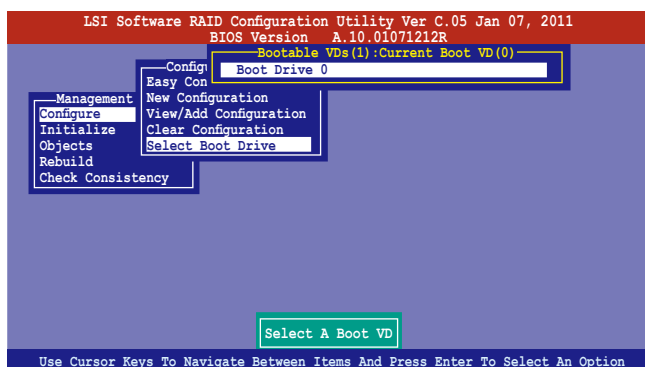 LSI Software RAID Configuration Utility Ver C.05 Jan 07, 2011
BIOS Version A.10.01071212R
Bootable VDs(1):Current Boot VD(0)
Boot Drive 0
Configu
Easy Con
New Configuration
View/Add Configuration
Clear Configuration
Select Boot Drive
Management
Configure
Initialize
Objects
Rebuild
Check Consistency
Select A Boot VD
Use Cursor Keys To Navigate Between Items And Press Enter To Select An Option